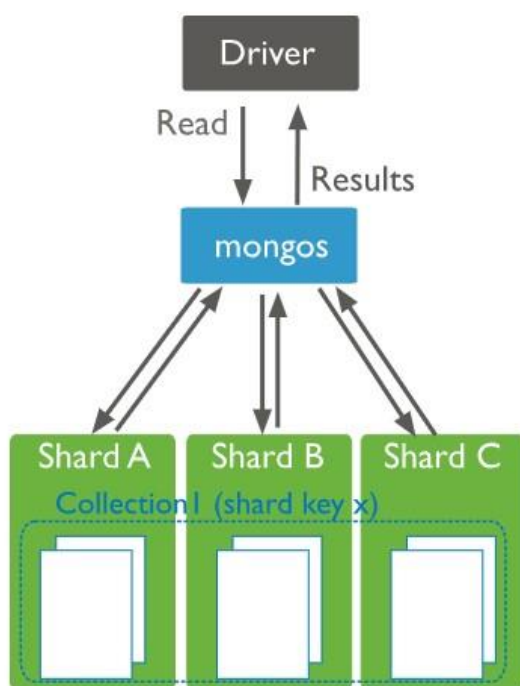 Driver
Read
Results
mongos
Shard A
Shard B
Shard C
Collection1 (shard key x)